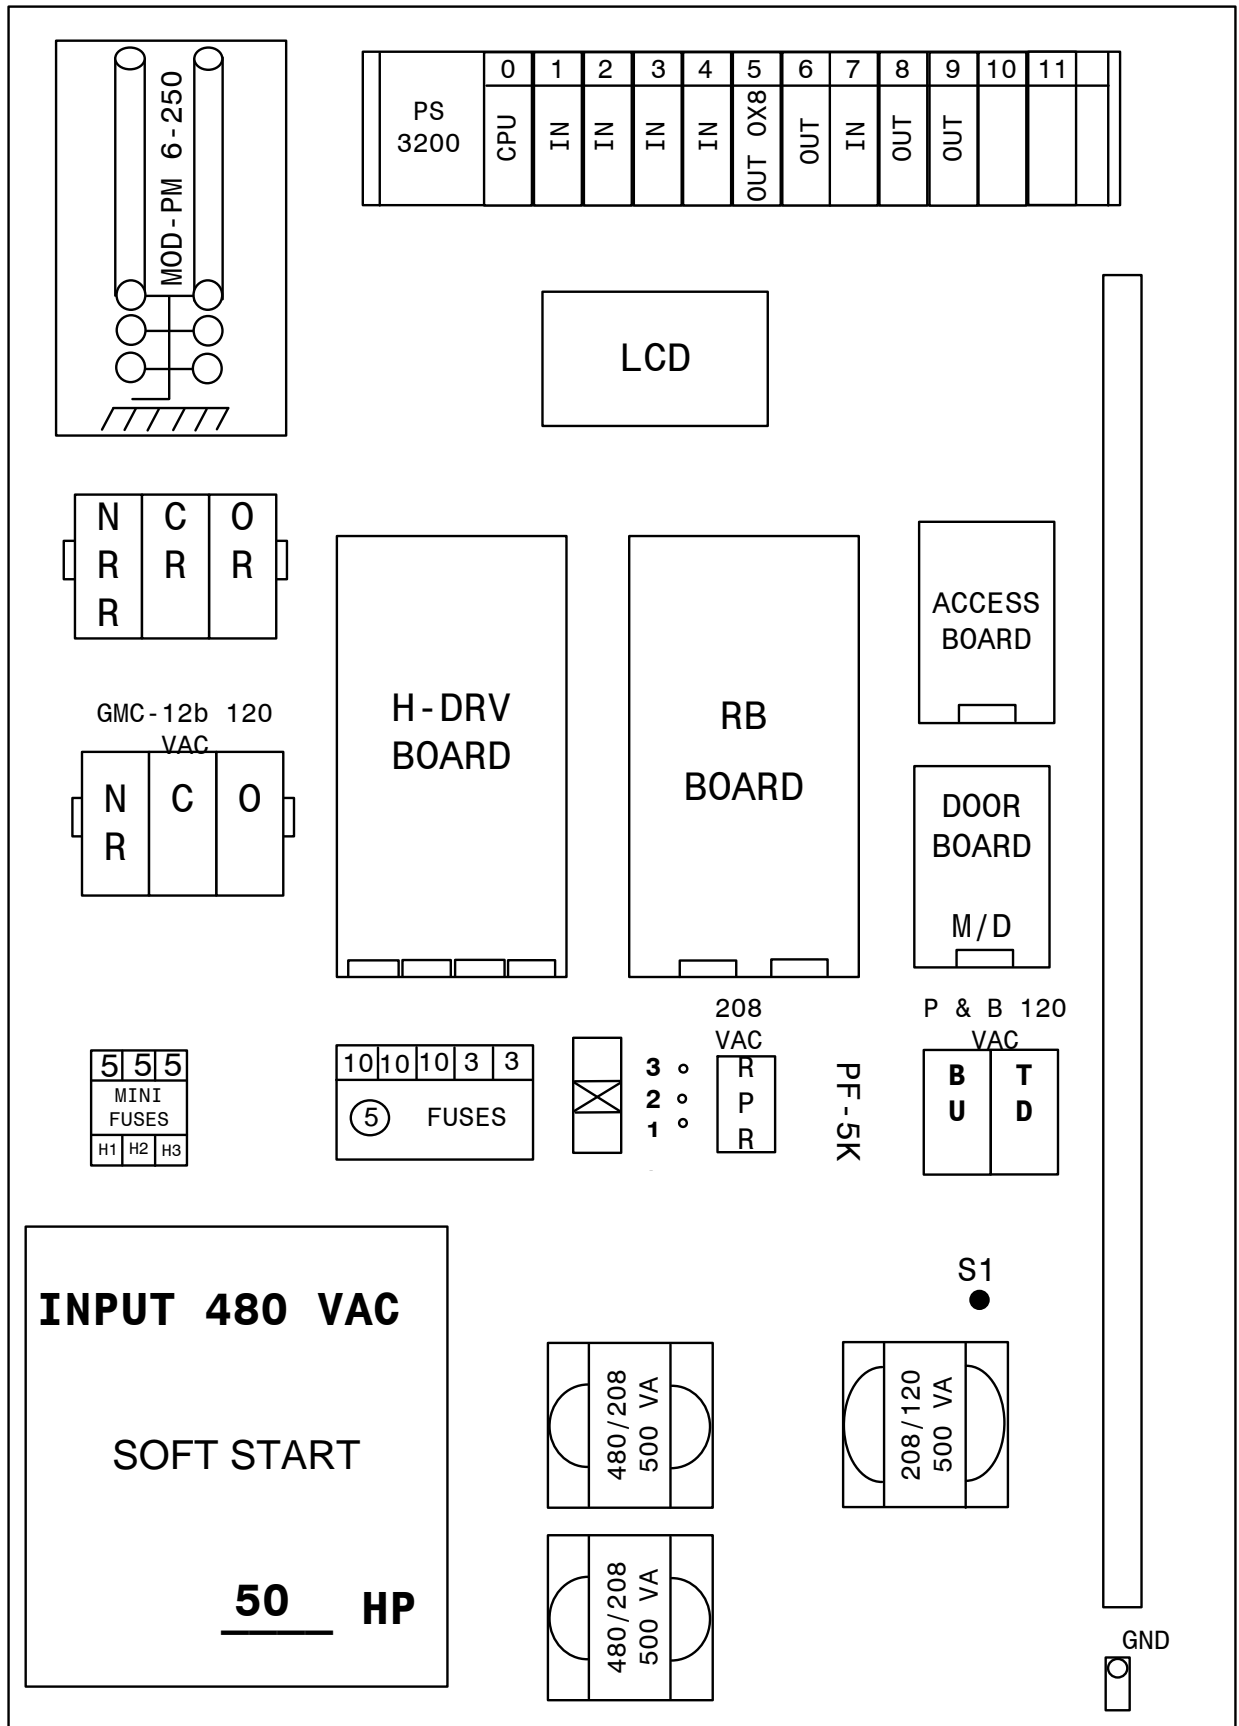 MOD-PM 6-250
PS
3200
0 1 2 3 4 5 6 7 8 9 10 11
CPU
IN
IN
IN
IN
OUT OX8
OUT
IN
OUT
OUT
LCD
N C O
R R R
R
GMC-12b 120
VAC
N C O
R
H-DRV
BOARD
RB
BOARD
ACCESS
BOARD
DOOR
BOARD
M/D
5 5 5
MINI
FUSES
H1 H2 H3
10 10 10 3 3
5 FUSES
3
2
1
208
VAC
R
P
R
PF-5K
P & B 120
VAC
B T
U D
INPUT 480 VAC
SOFT START
50 HP
480/208
500 VA
480/208
500 VA
S1
208/120
500 VA
GND